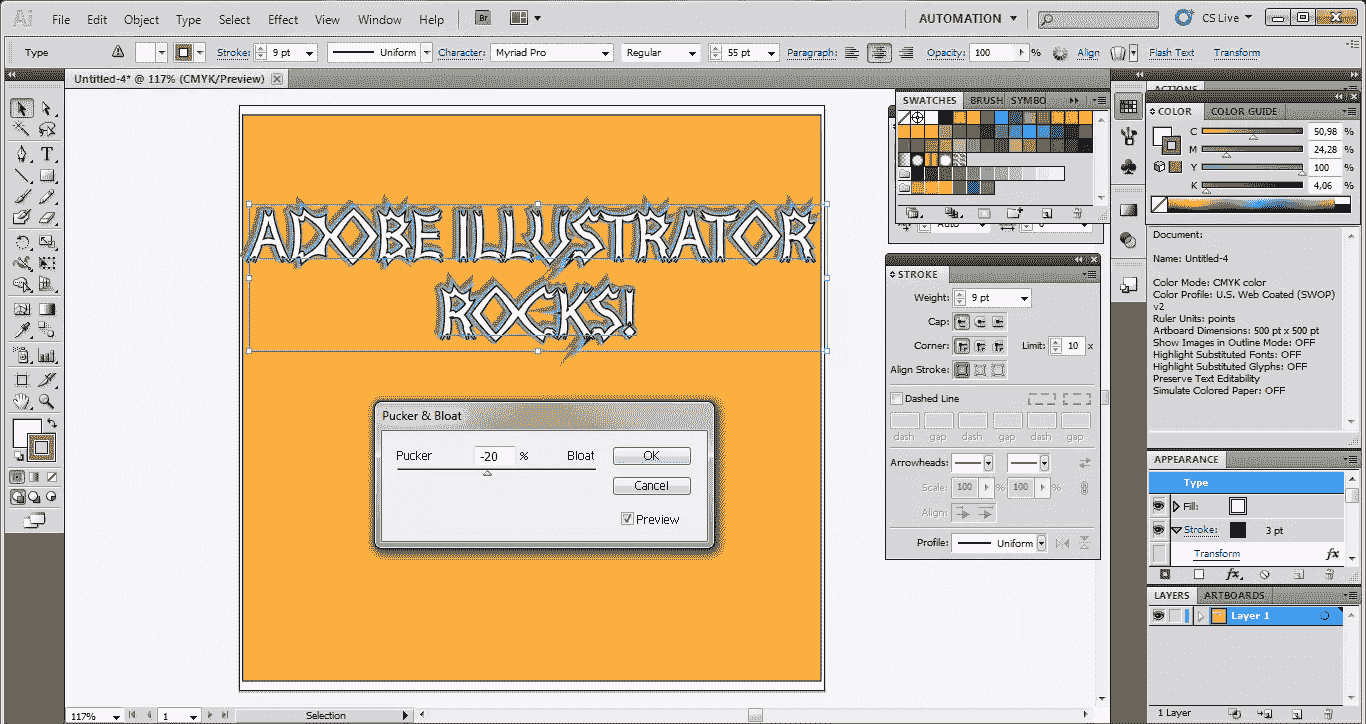 Ai File Edit Object Type Select Effect View Window Help Br AUTOMATION CS Live
Type Stroke: 9 pt Uniform Character: Myriad Pro Regular 55 pt Paragraph: Opacity: 100 % Align Flash Text Transform
Untitled-4* @ 117% (CMYK/Preview)
ADOBE ILLUSTRATOR
ROCKS!
Pucker & Bloat
Pucker -20 % Bloat
OK
Cancel
Preview
SWATCHES BRUSH SYMBO
Auto 0
STROKE
Weight: 9 pt
Cap:
Corner: Limit: 10 x
Align Stroke:
Dashed Line
dash gap dash gap dash gap
Arrowheads:
Scale: 100 % 100 %
Align:
Profile: Uniform
ACTIONS
COLOR COLOR GUIDE
C 50,98 %
M 24,28 %
Y 100 %
K 4,06 %
Document:
Name: Untitled-4
Color Mode: CMYK color
Color Profile: U.S. Web Coated (SWOP)
v2
Ruler Units: points
Artboard Dimensions: 500 pt x 500 pt
Show Images in Outline Mode: OFF
Highlight Substituted Fonts: OFF
Highlight Substituted Glyphs: OFF
Preserve Text Editability
Simulate Colored Paper: OFF
APPEARANCE
Type
Fill:
Stroke: 3 pt
Transform fx
fx
LAYERS ARTBOARDS
Layer 1
1 Layer
117% 1 Selection